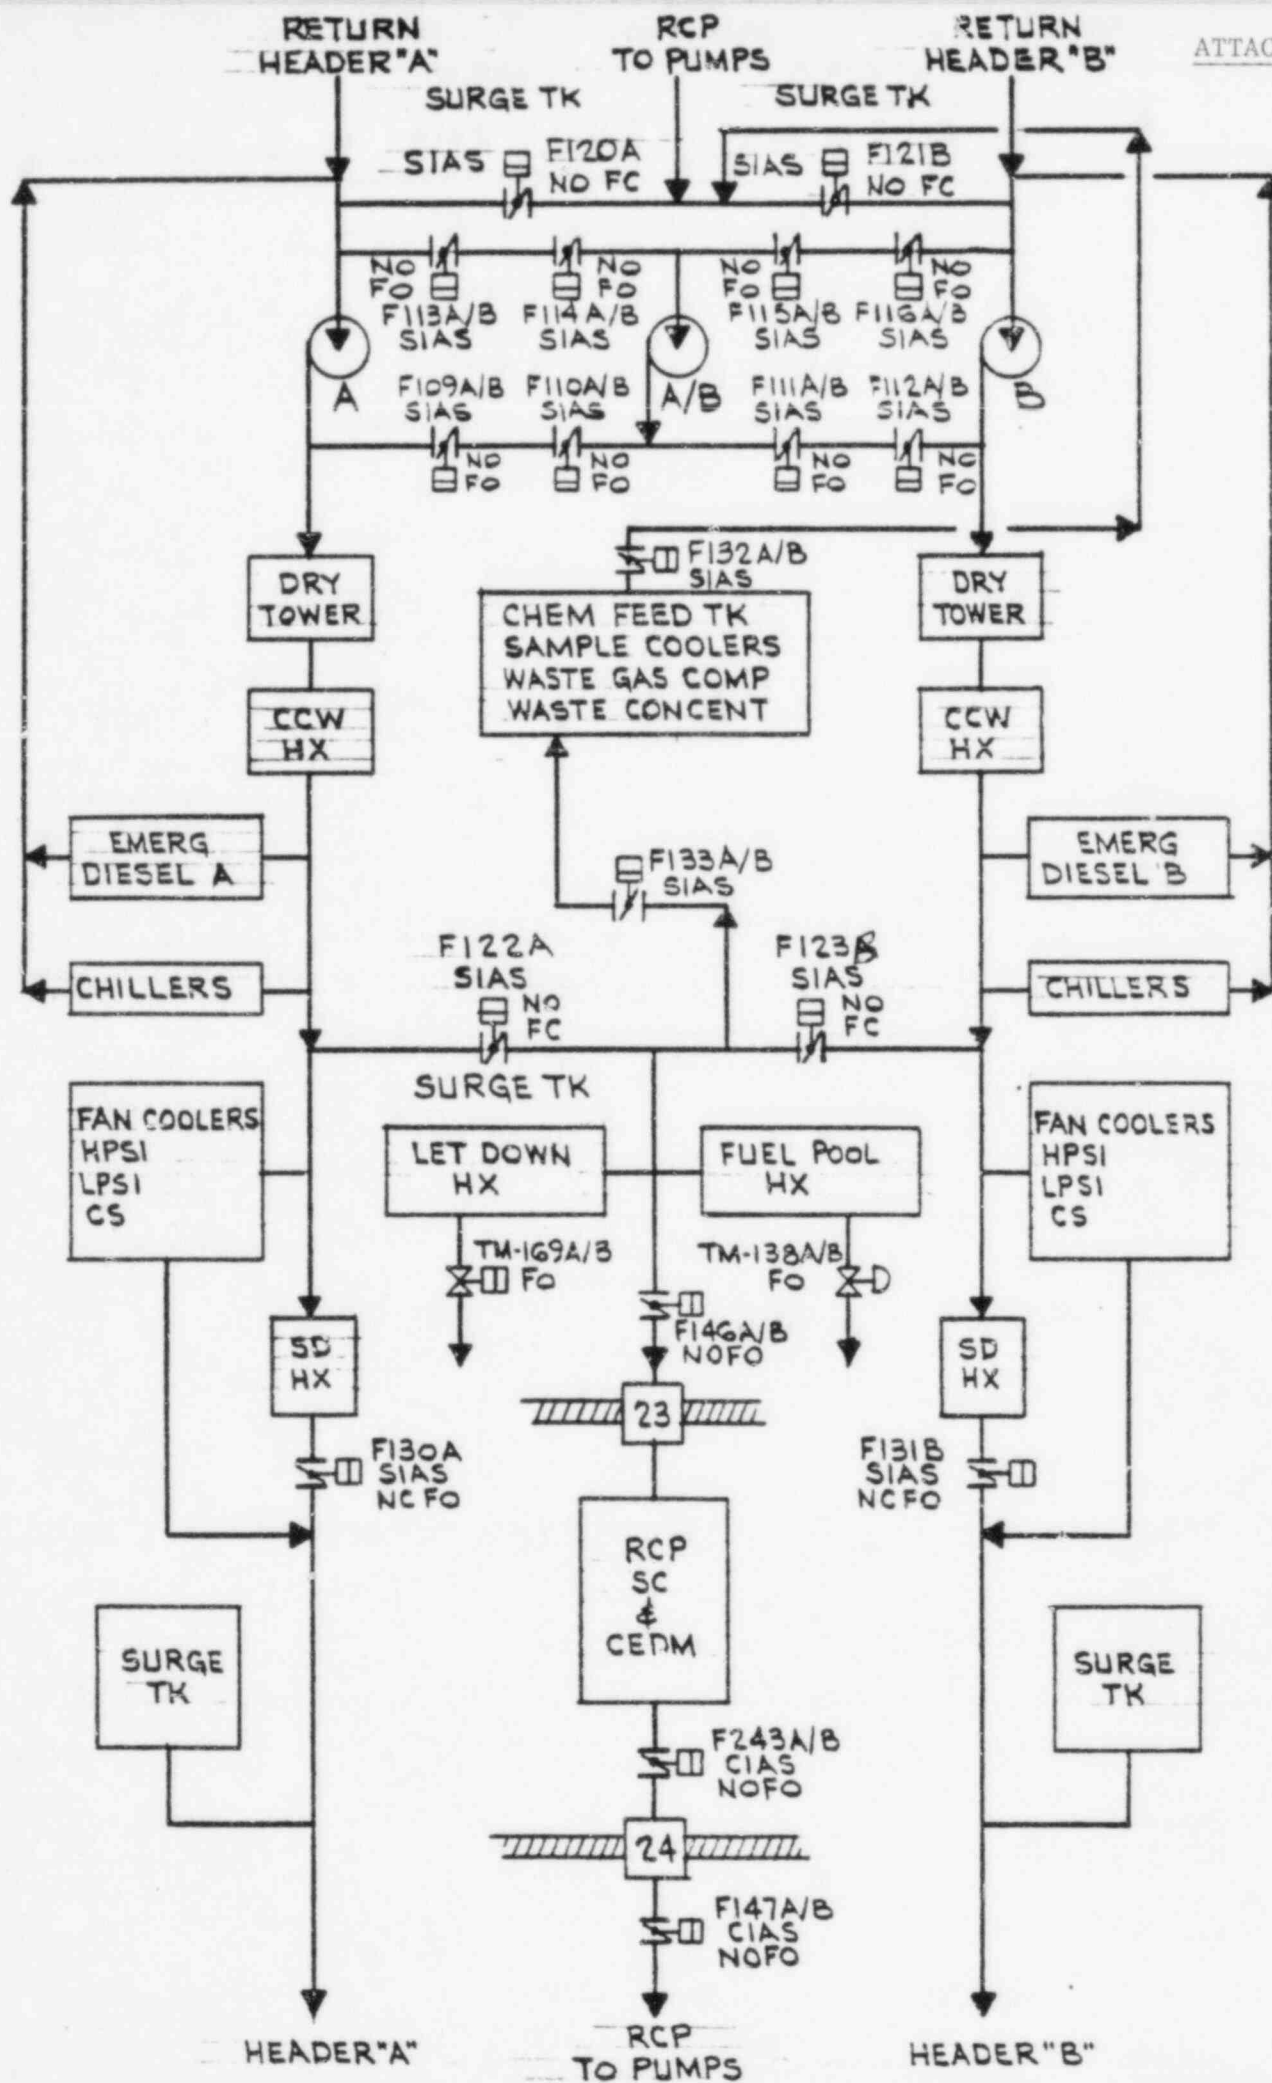 RETURN
HEADER "A"
RCP
TO PUMPS
RETURN
HEADER "B"
ATTAC
SURGE TK
SURGE TK
SIAS
F120A
NO FC
SIAS
F121B
NO FC
NO
FO
NO
FO
NO
FO
NO
FO
F113A/B
SIAS
F114A/B
SIAS
F115A/B
SIAS
F116A/B
SIAS
A
A/B
F109A/B
SIAS
F110A/B
SIAS
F111A/B
SIAS
F112A/B
SIAS
NO
FO
NO
FO
NO
FO
NO
FO
F132A/B
SIAS
DRY
TOWER
CHEM FEED TK
SAMPLE COOLERS
WASTE GAS COMP
WASTE CONCENT
DRY
TOWER
CCW
HX
CCW
HX
EMERG
DIESEL A
F133A/B
SIAS
EMERG
DIESEL B
F122A
SIAS
NO
FC
F123B
SIAS
NO
FC
CHILLERS
CHILLERS
SURGE TK
FAN COOLERS
HPSI
LPSI
CS
LET DOWN
HX
FUEL POOL
HX
FAN COOLERS
HPSI
LPSI
CS
TM-169A/B
FO
TM-138A/B
FO
F146A/B
NOFO
SD
HX
SD
HX
23
F130A
SIAS
NCFO
F131B
SIAS
NCFO
RCP
SC
&
CEDM
SURGE
TK
SURGE
TK
F243A/B
CIAS
NOFO
24
F147A/B
CIAS
NOFO
HEADER "A"
RCP
TO PUMPS
HEADER "B"